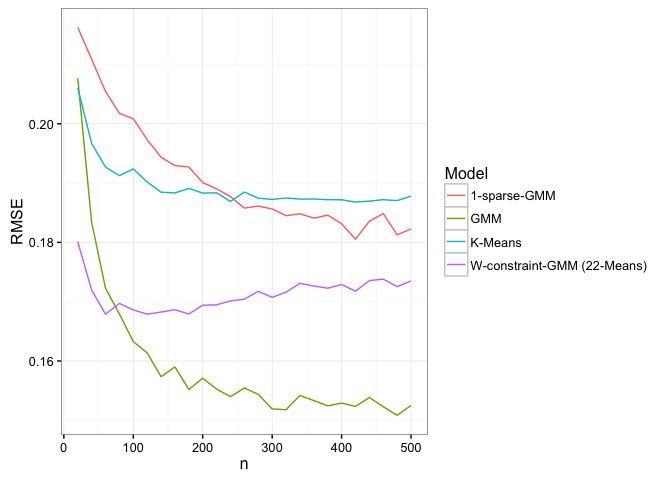 RMSE
0.20
0.18
0.16
0
100
200
300
400
500
n
Model
1-sparse-GMM
GMM
K-Means
W-constraint-GMM (22-Means)